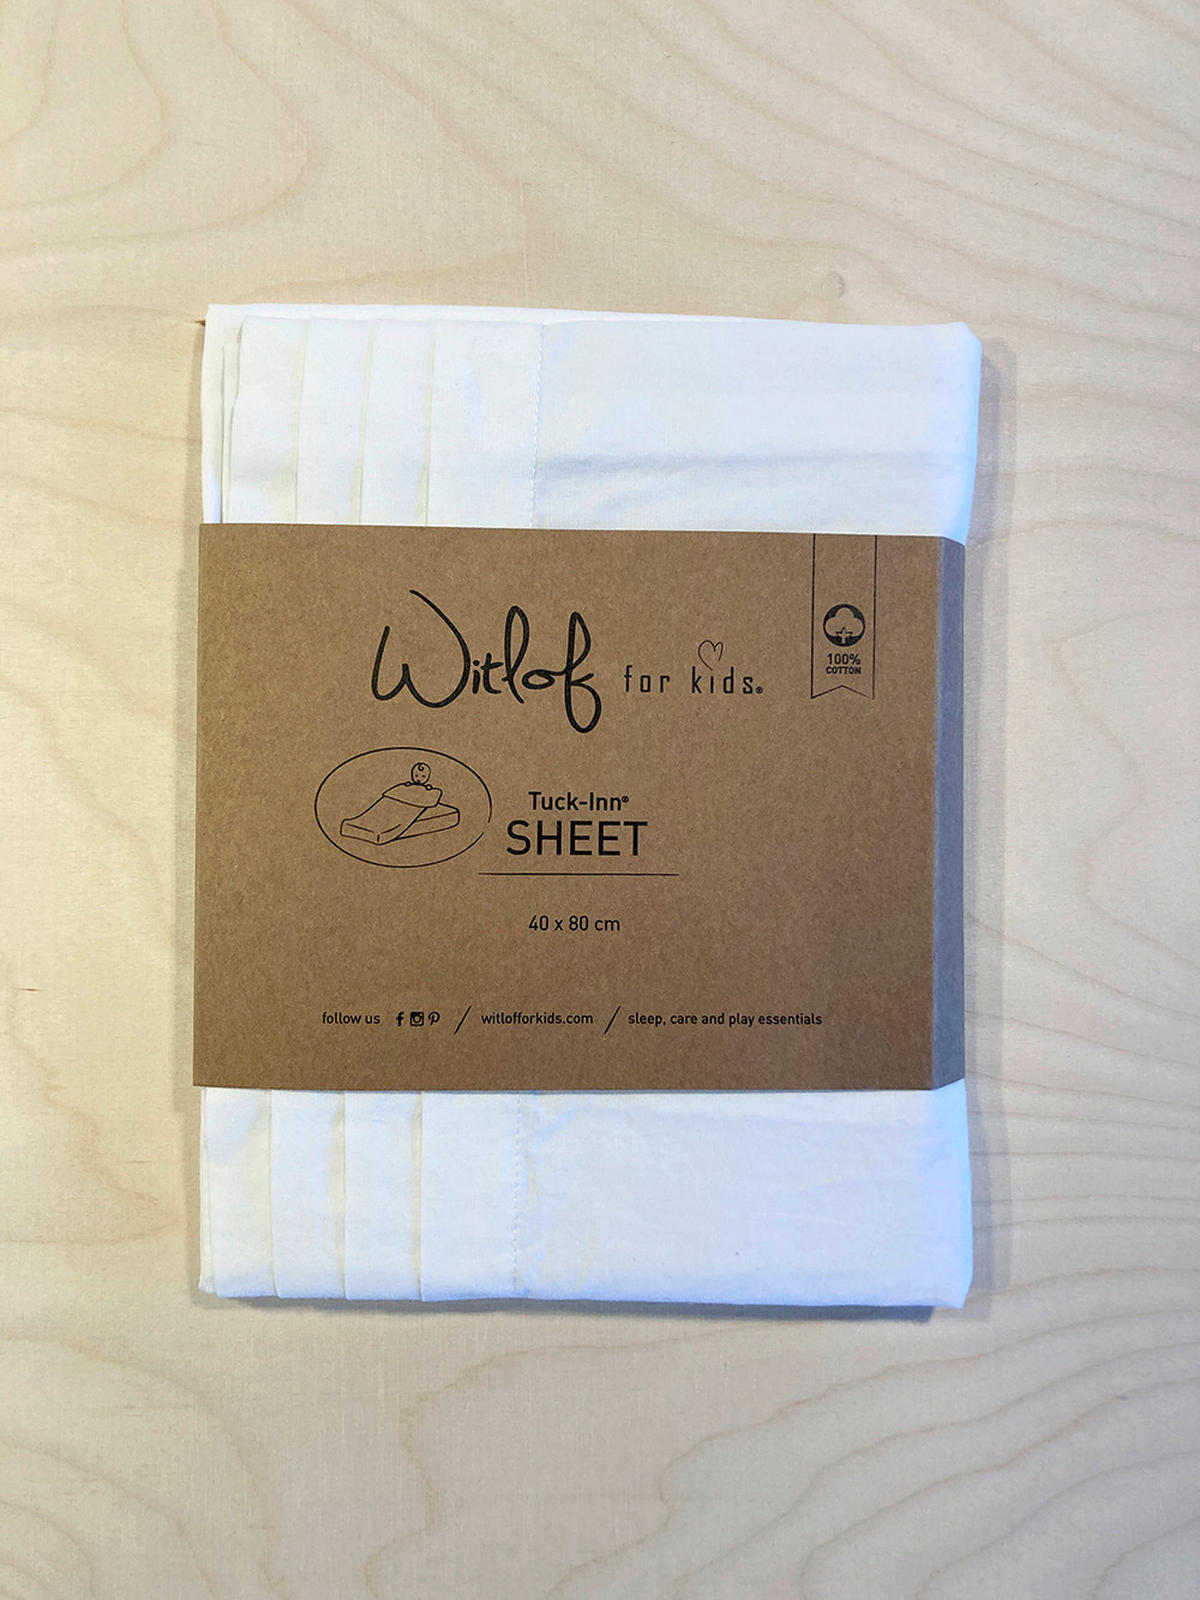 Witlof for kids®
100%
COTTON
Tuck-Inn®
SHEET
40 x 80 cm
follow us / witlofforkids.com / sleep, care and play essentials